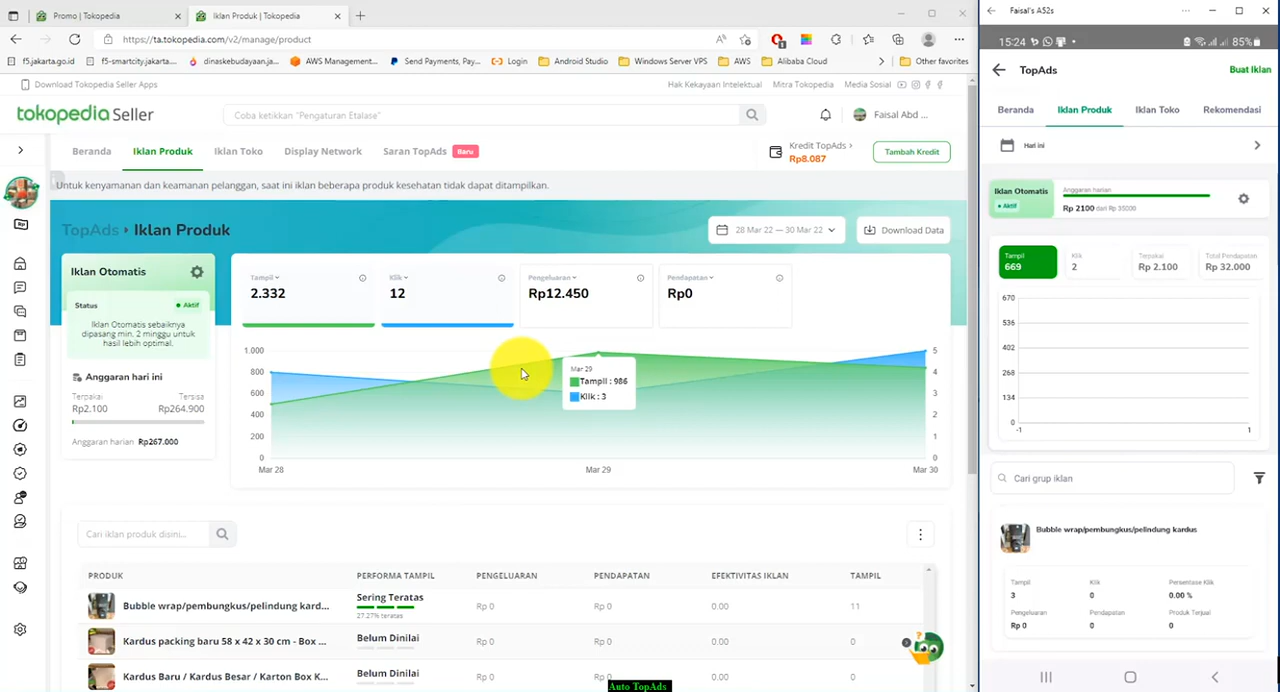 Promo | Tokopedia
Iklan Produk | Tokopedia
https://ta.tokopedia.com/v2/manage/product
f5.jakarta.go.id
f5-smartcity.jakarta....
dinaskebudayaan.ja...
AWS Management...
Send Payments, Pay...
Login
Android Studio
Windows Server VPS
AWS
Alibaba Cloud
Other favorites
Download Tokopedia Seller Apps
Hak Kekayaan Intelektual
Mitra Tokopedia
Media Sosial
tokopedia Seller
Coba ketikkan "Pengaturan Etalase"
Faisal Abd ...
Beranda
Iklan Produk
Iklan Toko
Display Network
Saran TopAds
Baru
Kredit TopAds
Rp8.087
Tambah Kredit
Untuk kenyamanan dan keamanan pelanggan, saat ini iklan beberapa produk kesehatan tidak dapat ditampilkan.
TopAds › Iklan Produk
28 Mar 22 — 30 Mar 22
Download Data
Iklan Otomatis
Status
Aktif
Iklan Otomatis sebaiknya
dipasang min. 2 minggu untuk
hasil lebih optimal.
Anggaran hari ini
Terpakai
Tersisa
Rp2.100
Rp264.900
Anggaran harian Rp267.000
Tampil
2.332
Klik
12
Pengeluaran
Rp12.450
Pendapatan
Rp0
1.000
800
600
400
200
0
5
4
3
2
1
0
Mar 29
Tampil : 986
Klik : 3
Mar 28
Mar 29
Mar 30
Cari iklan produk disini...
PRODUK
PERFORMA TAMPIL
PENGELUARAN
PENDAPATAN
EFEKTIVITAS IKLAN
TAMPIL
Bubble wrap/pembungkus/pelindung kard...
Sering Teratas
27.27% teratas
Rp 0
Rp 0
0.00
11
Kardus packing baru 58 x 42 x 30 cm - Box ...
Belum Dinilai
Rp 0
Rp 0
0.00
0
Kardus Baru / Kardus Besar / Karton Box K...
Belum Dinilai
Rp 0
Rp 0
0.00
0
Auto TopAds
Faisal's A52s
15:24
85%
TopAds
Buat Iklan
Beranda
Iklan Produk
Iklan Toko
Rekomendasi
Hari ini
Iklan Otomatis
Aktif
Anggaran harian
Rp 2100 dari Rp 35000
Tampil
669
Klik
2
Terpakai
Rp 2.100
Total Pendapatan
Rp 32.000
670
536
402
268
134
0
-1
1
Cari grup iklan
Bubble wrap/pembungkus/pelindung kardus
Tampil
3
Klik
0
Persentase Klik
0.00 %
Pengeluaran
Rp 0
Pendapatan
0
Produk Terjual
0